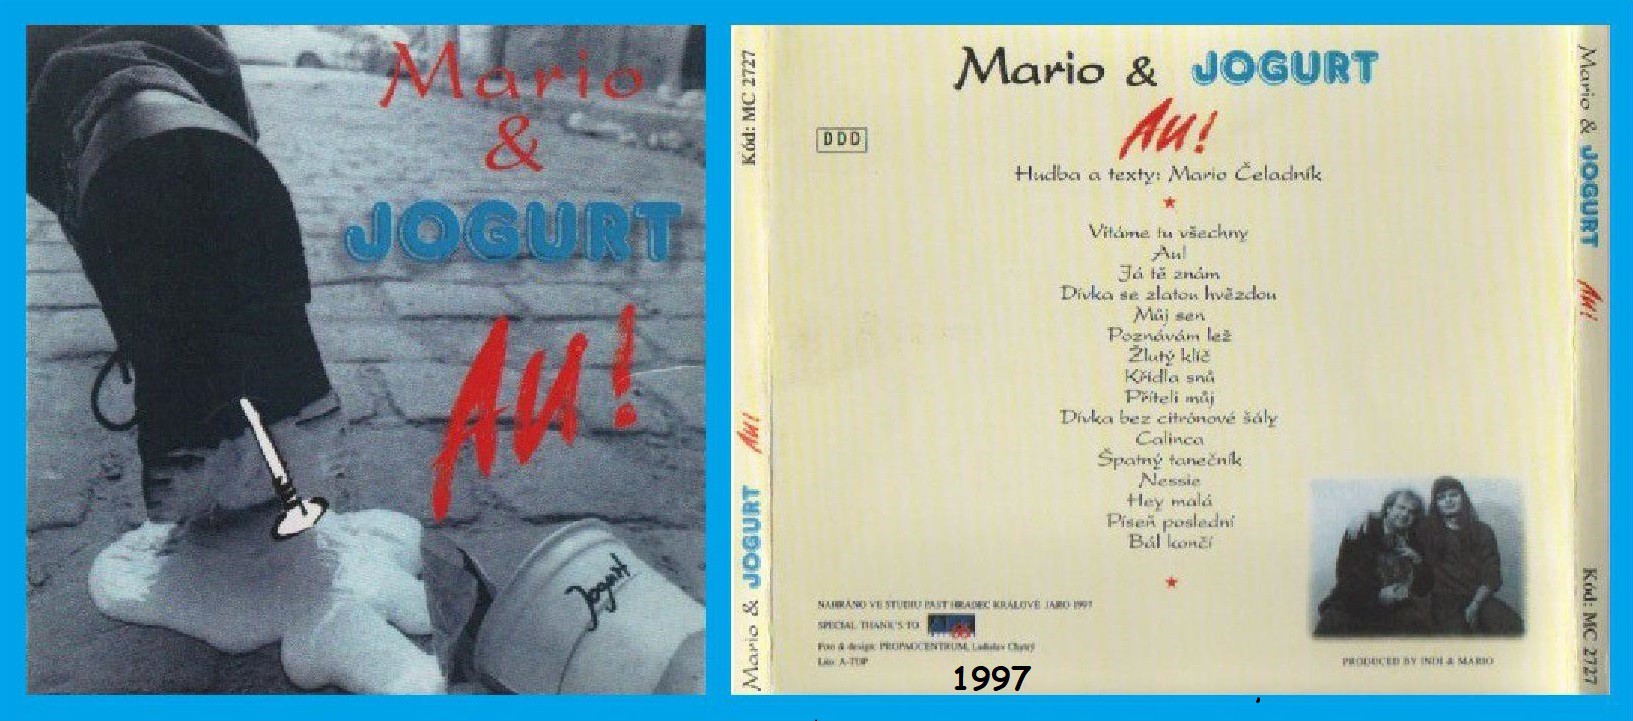 Mario
&
JOGURT
AU!
Jogurt
Kód: MC 2727
AU!
Mario & JOGURT
Mario & JOGURT
AU!
DDD
Hudba a texty: Mario Čeladník
Vítáme tu všechny
Au!
Já tě znám
Dívka se zlatou hvězdou
Můj sen
Poznávám lež
Žlutý klíč
Křídla snů
Příteli můj
Dívka bez citrónové šály
Calinca
Špatný tanečník
Nessie
Hey malá
Píseň poslední
Bál končí
NAHRÁNO VE STUDIU PAST HRADEC KRÁLOVÉ JARO 1997
SPECIAL THANK'S TO
Foto & design: PROPAGCENTRUM, Ladislav Chytrý
Lito: A-TOP
1997
PRODUCED BY INDI & MARIO
Mario & JOGURT
AU!
Kód: MC 2727